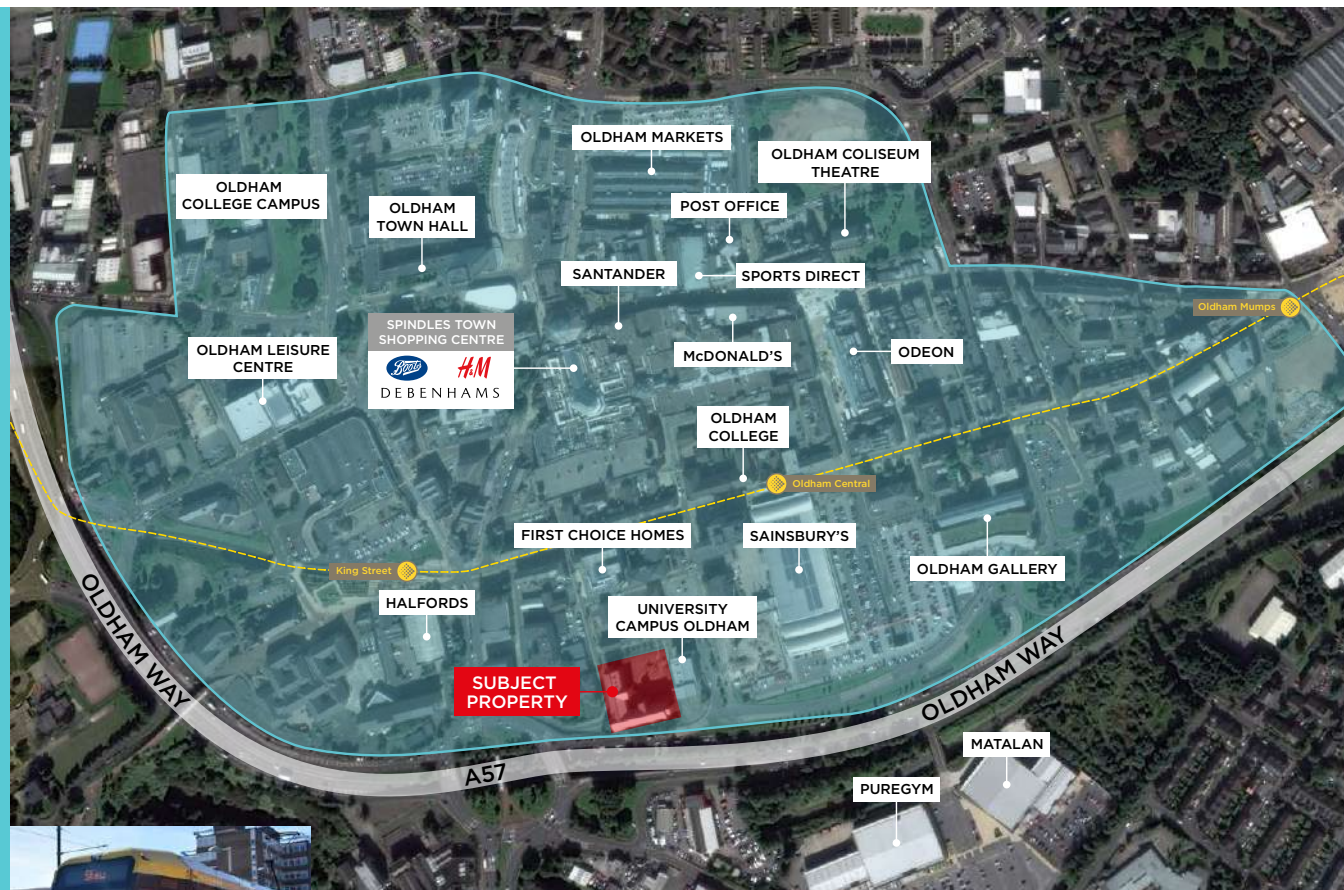 OLDHAM MARKETS
OLDHAM COLISEUM
THEATRE
OLDHAM
COLLEGE CAMPUS
OLDHAM
TOWN HALL
POST OFFICE
SANTANDER
SPORTS DIRECT
Oldham Mumps
SPINDLES TOWN
SHOPPING CENTRE
Boots
H&M
DEBENHAMS
OLDHAM LEISURE
CENTRE
McDONALD'S
ODEON
OLDHAM
COLLEGE
Oldham Central
FIRST CHOICE HOMES
SAINSBURY'S
OLDHAM GALLERY
King Street
HALFORDS
UNIVERSITY
CAMPUS OLDHAM
SUBJECT
PROPERTY
OLDHAM WAY
OLDHAM WAY
A57
MATALAN
PUREGYM